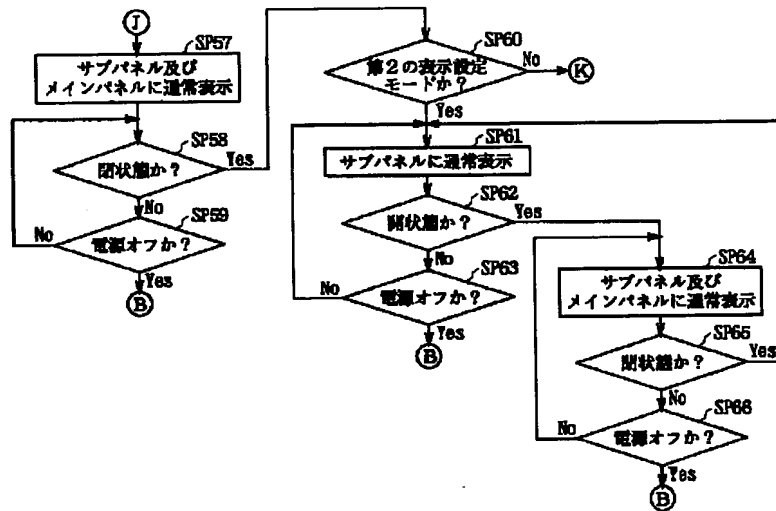 J
SP57
サブパネル及び
メインパネルに通常表示
SP58
閉状態か？
Yes
No
SP59
電源オフか？
No
Yes
B
SP60
第２の表示設定
モードか？
No
K
Yes
SP61
サブパネルに通常表示
SP62
開状態か？
Yes
No
SP63
電源オフか？
No
Yes
B
SP64
サブパネル及び
メインパネルに通常表示
SP65
閉状態か？
Yes
No
SP66
電源オフか？
No
Yes
B